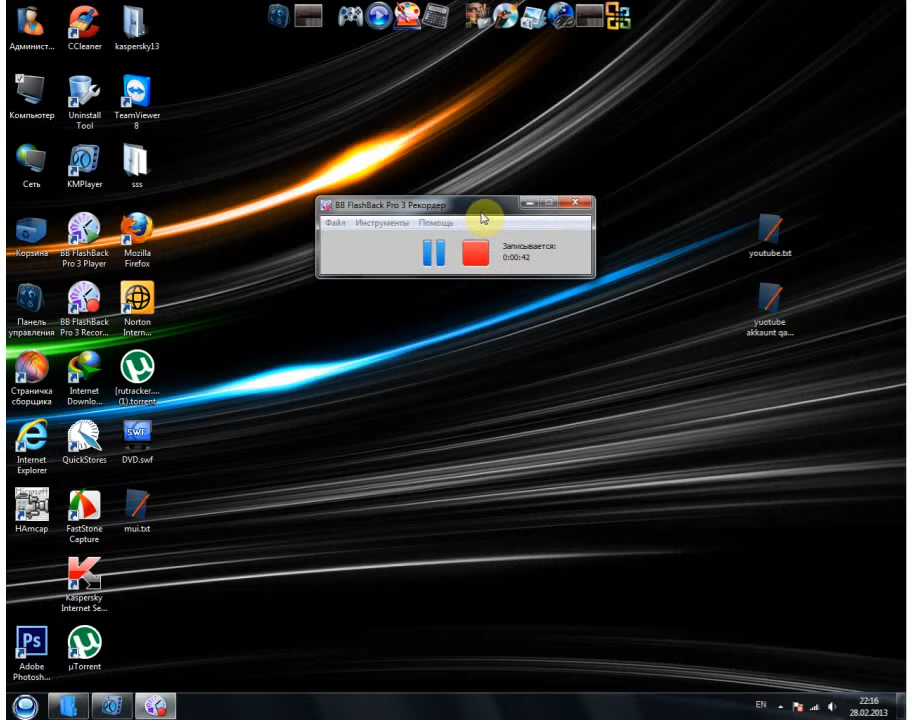 Админист...
CCleaner
kaspersky13
Компьютер
Uninstall
Tool
TeamViewer
8
Сеть
KMPlayer
sss
Корзина
BB FlashBack
Pro 3 Player
Mozilla
Firefox
Панель
управления
BB FlashBack
Pro 3 Recor...
Norton
Intern...
Страничка
сборщика
Internet
Downlo...
[rutracker....
(1).torrent
Internet
Explorer
QuickStores
SWF
DVD.swf
Microsoft
HAmcap
FastStone
Capture
mui.txt
Kaspersky
Internet Se...
Ps
Adobe
Photosh...
µTorrent
BB FlashBack Pro 3 Рекордер
Файл Инструменты Помощь
Записывается:
0:00:42
youtube.txt
yuotube
akkaunt qa...
EN
22:16
28.02.2013